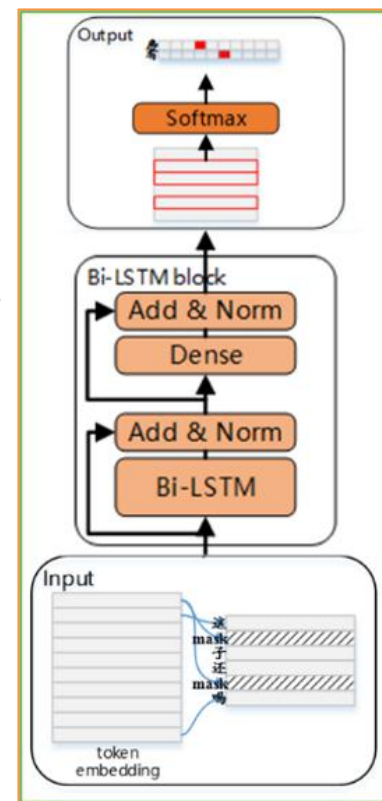 Output
Softmax
Bi-LSTM block
Add & Norm
Dense
Add & Norm
Bi-LSTM
Input
这
mask
子
还
mask
喝
token
embedding